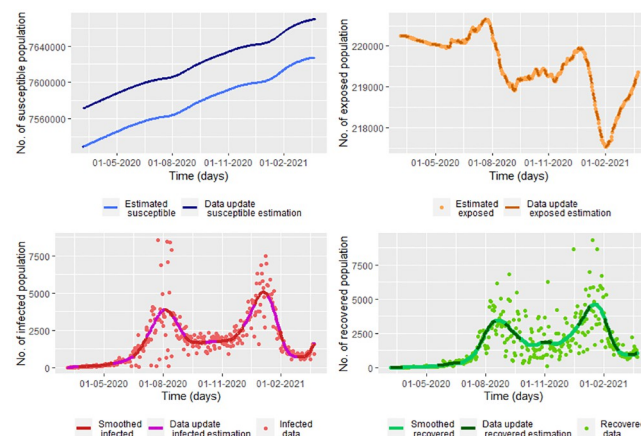 No. of susceptible population
7640000
7600000
7560000
01-05-2020 01-08-2020 01-11-2020 01-02-2021
Time (days)
Estimated susceptible
Data update susceptible estimation
No. of exposed population
220000
219000
218000
01-05-2020 01-08-2020 01-11-2020 01-02-2021
Time (days)
Estimated exposed
Data update exposed estimation
No. of infected population
7500
5000
2500
0
01-05-2020 01-08-2020 01-11-2020 01-02-2021
Time (days)
Smoothed infected
Data update infected estimation
Infected data
No. of recovered population
7500
5000
2500
0
01-05-2020 01-08-2020 01-11-2020 01-02-2021
Time (days)
Smoothed recovered
Data update recovered estimation
Recovere data